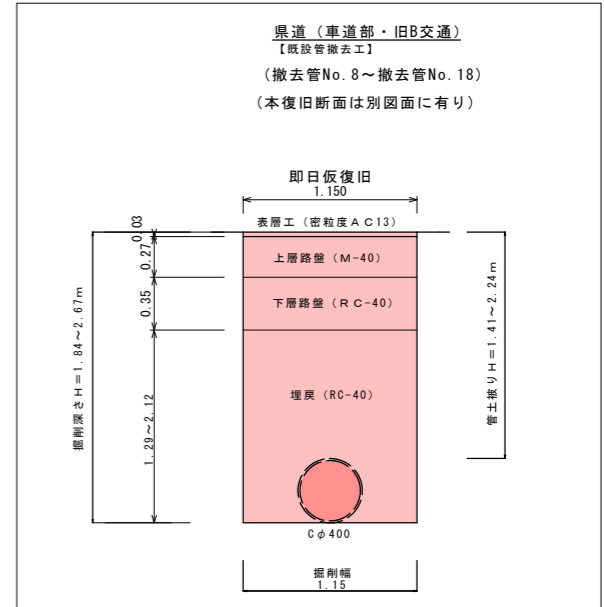 県道（車道部・旧B交通）
【既設管撤去工】
（撤去管No.8～撤去管No.18）
（本復旧断面は別図面に有り）
即日仮復旧
1.150
表層工（密粒度AC13）
0.03
上層路盤（M-40）
0.27
下層路盤（RC-40）
0.35
埋戻（RC-40）
1.29～2.12
掘削深さH＝1.84～2.67m
管土被りH＝1.41～2.24m
Cφ400
掘削幅
1.15